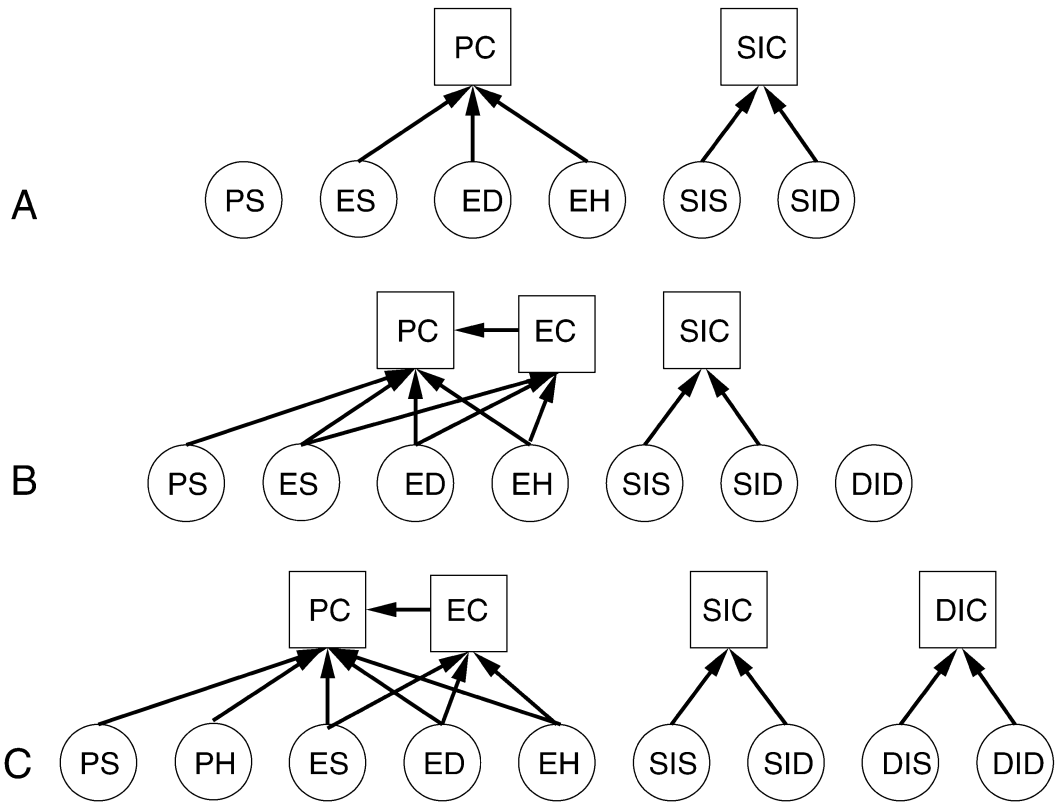 PC SIC
A PS ES ED EH SIS SID
PC EC SIC
B PS ES ED EH SIS SID DID
PC EC SIC DIC
C PS PH ES ED EH SIS SID DIS DID